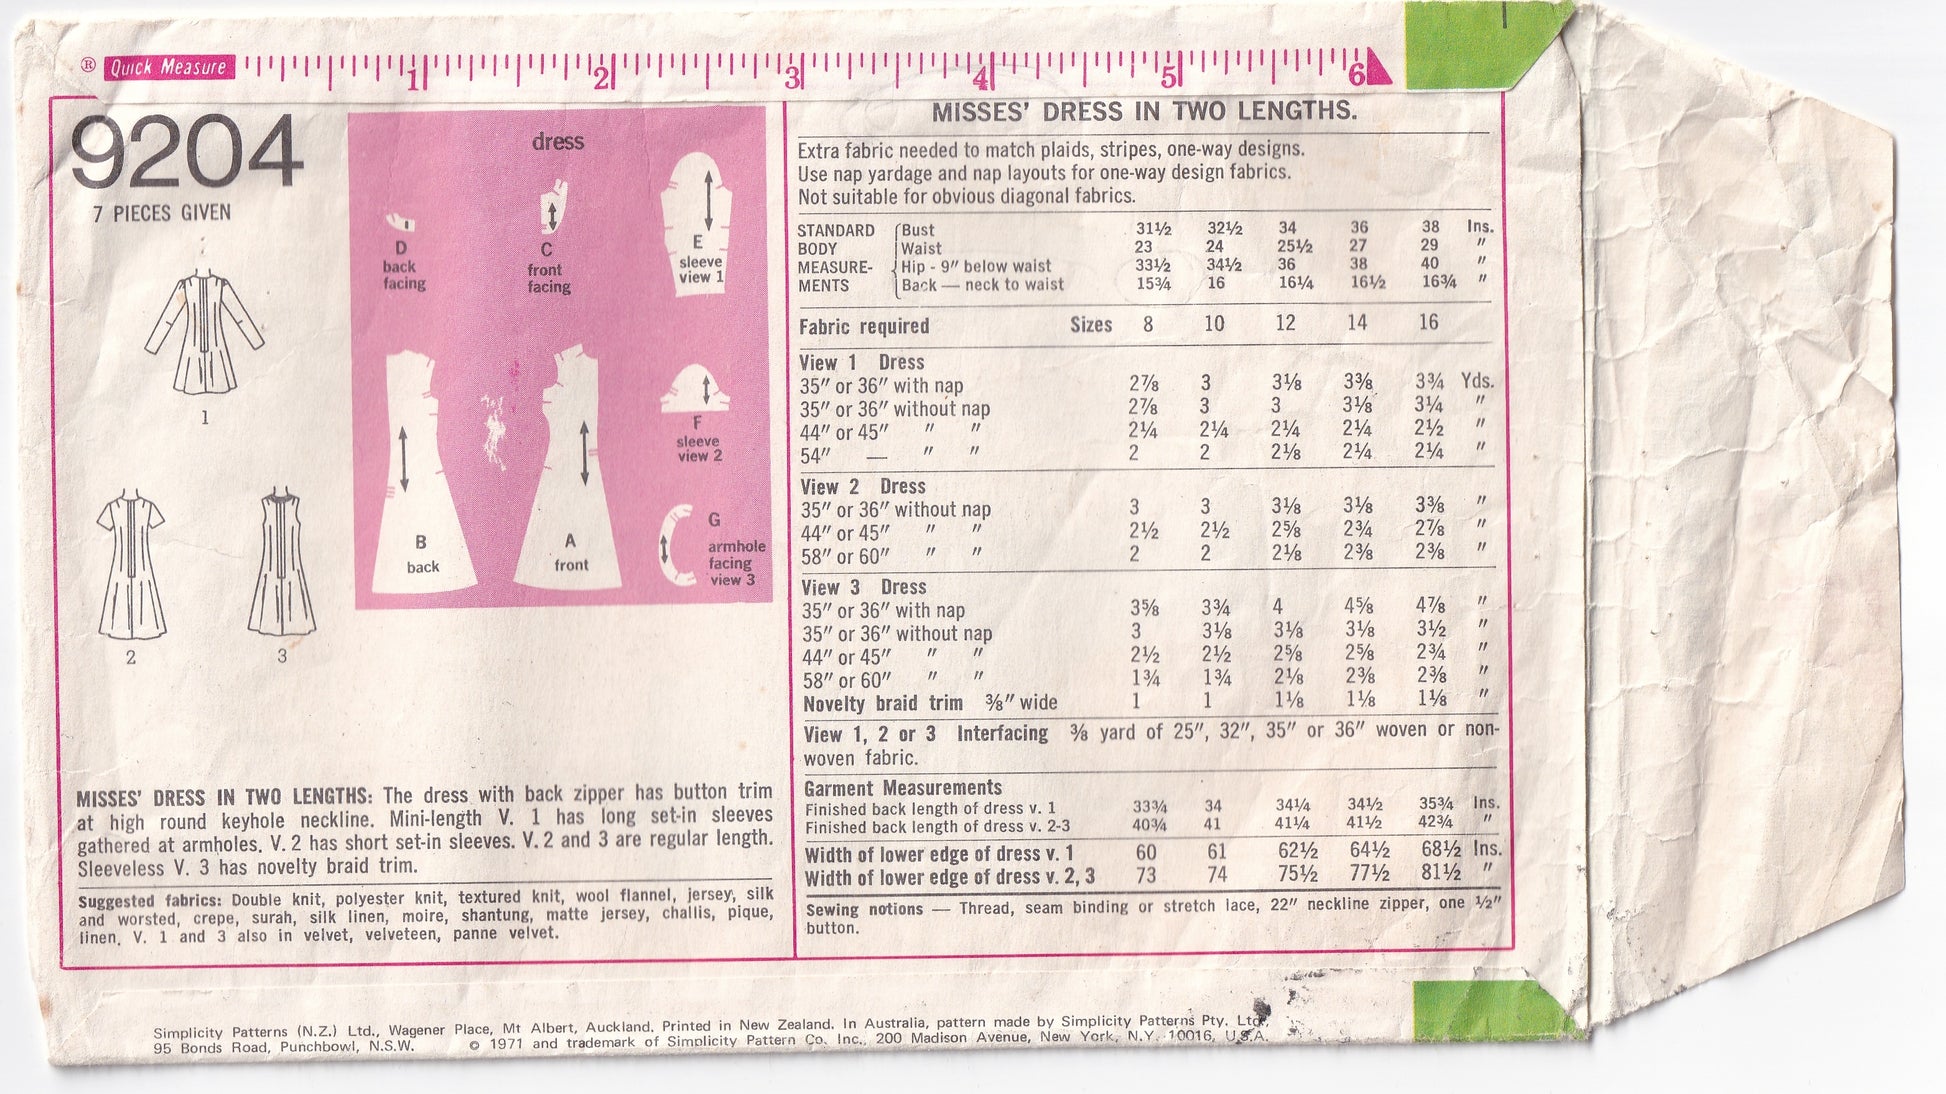 ® Quick Measure 1 2 3 4 5 6
9204
7 PIECES GIVEN
1
2
3
dress
D
back
facing
C
front
facing
E
sleeve
view 1
B
back
A
front
F
sleeve
view 2
G
armhole
facing
view 3
MISSES' DRESS IN TWO LENGTHS: The dress with back zipper has button trim
at high round keyhole neckline. Mini-length V. 1 has long set-in sleeves
gathered at armholes. V. 2 has short set-in sleeves. V. 2 and 3 are regular length.
Sleeveless V. 3 has novelty braid trim.
Suggested fabrics: Double knit, polyester knit, textured knit, wool flannel, jersey, silk
and worsted, crepe, surah, silk linen, moire, shantung, matte jersey, challis, pique,
linen. V. 1 and 3 also in velvet, velveteen, panne velvet.
MISSES' DRESS IN TWO LENGTHS.
Extra fabric needed to match plaids, stripes, one-way designs.
Use nap yardage and nap layouts for one-way design fabrics.
Not suitable for obvious diagonal fabrics.
STANDARD Bust 31½ 32½ 34 36 38 Ins.
BODY Waist 23 24 25½ 27 29 "
MEASURE- Hip - 9" below waist 33½ 34½ 36 38 40 "
MENTS Back — neck to waist 15¾ 16 16¼ 16½ 16¾ "
Fabric required Sizes 8 10 12 14 16
View 1 Dress
35" or 36" with nap 2⅞ 3 3⅛ 3⅜ 3¾ Yds.
35" or 36" without nap 2⅞ 3 3 3⅛ 3¼ "
44" or 45" " " 2¼ 2¼ 2¼ 2¼ 2½ "
54" — " " 2 2 2⅛ 2¼ 2¼ "
View 2 Dress
35" or 36" without nap 3 3 3⅛ 3⅛ 3⅜ "
44" or 45" " " 2½ 2½ 2⅝ 2¾ 2⅞ "
58" or 60" " " 2 2 2⅛ 2⅜ 2⅜ "
View 3 Dress
35" or 36" with nap 3⅝ 3¾ 4 4⅝ 4⅞ "
35" or 36" without nap 3 3⅛ 3⅛ 3⅛ 3½ "
44" or 45" " " 2½ 2½ 2⅝ 2⅝ 2¾ "
58" or 60" " " 1¾ 1¾ 2⅛ 2⅜ 2⅜ "
Novelty braid trim ⅜" wide 1 1 1⅛ 1⅛ 1⅛ "
View 1, 2 or 3 Interfacing ⅜ yard of 25", 32", 35" or 36" woven or non-
woven fabric.
Garment Measurements
Finished back length of dress v. 1 33¾ 34 34¼ 34½ 35¾ Ins.
Finished back length of dress v. 2-3 40¾ 41 41¼ 41½ 42¾ "
Width of lower edge of dress v. 1 60 61 62½ 64½ 68½ Ins.
Width of lower edge of dress v. 2, 3 73 74 75½ 77½ 81½ "
Sewing notions — Thread, seam binding or stretch lace, 22" neckline zipper, one ½"
button.
Simplicity Patterns (N.Z.) Ltd., Wagener Place, Mt Albert, Auckland. Printed in New Zealand. In Australia, pattern made by Simplicity Patterns Pty. Ltd.,
95 Bonds Road, Punchbowl, N.S.W. © 1971 and trademark of Simplicity Pattern Co. Inc., 200 Madison Avenue, New York, N.Y. 10016, U.S.A.